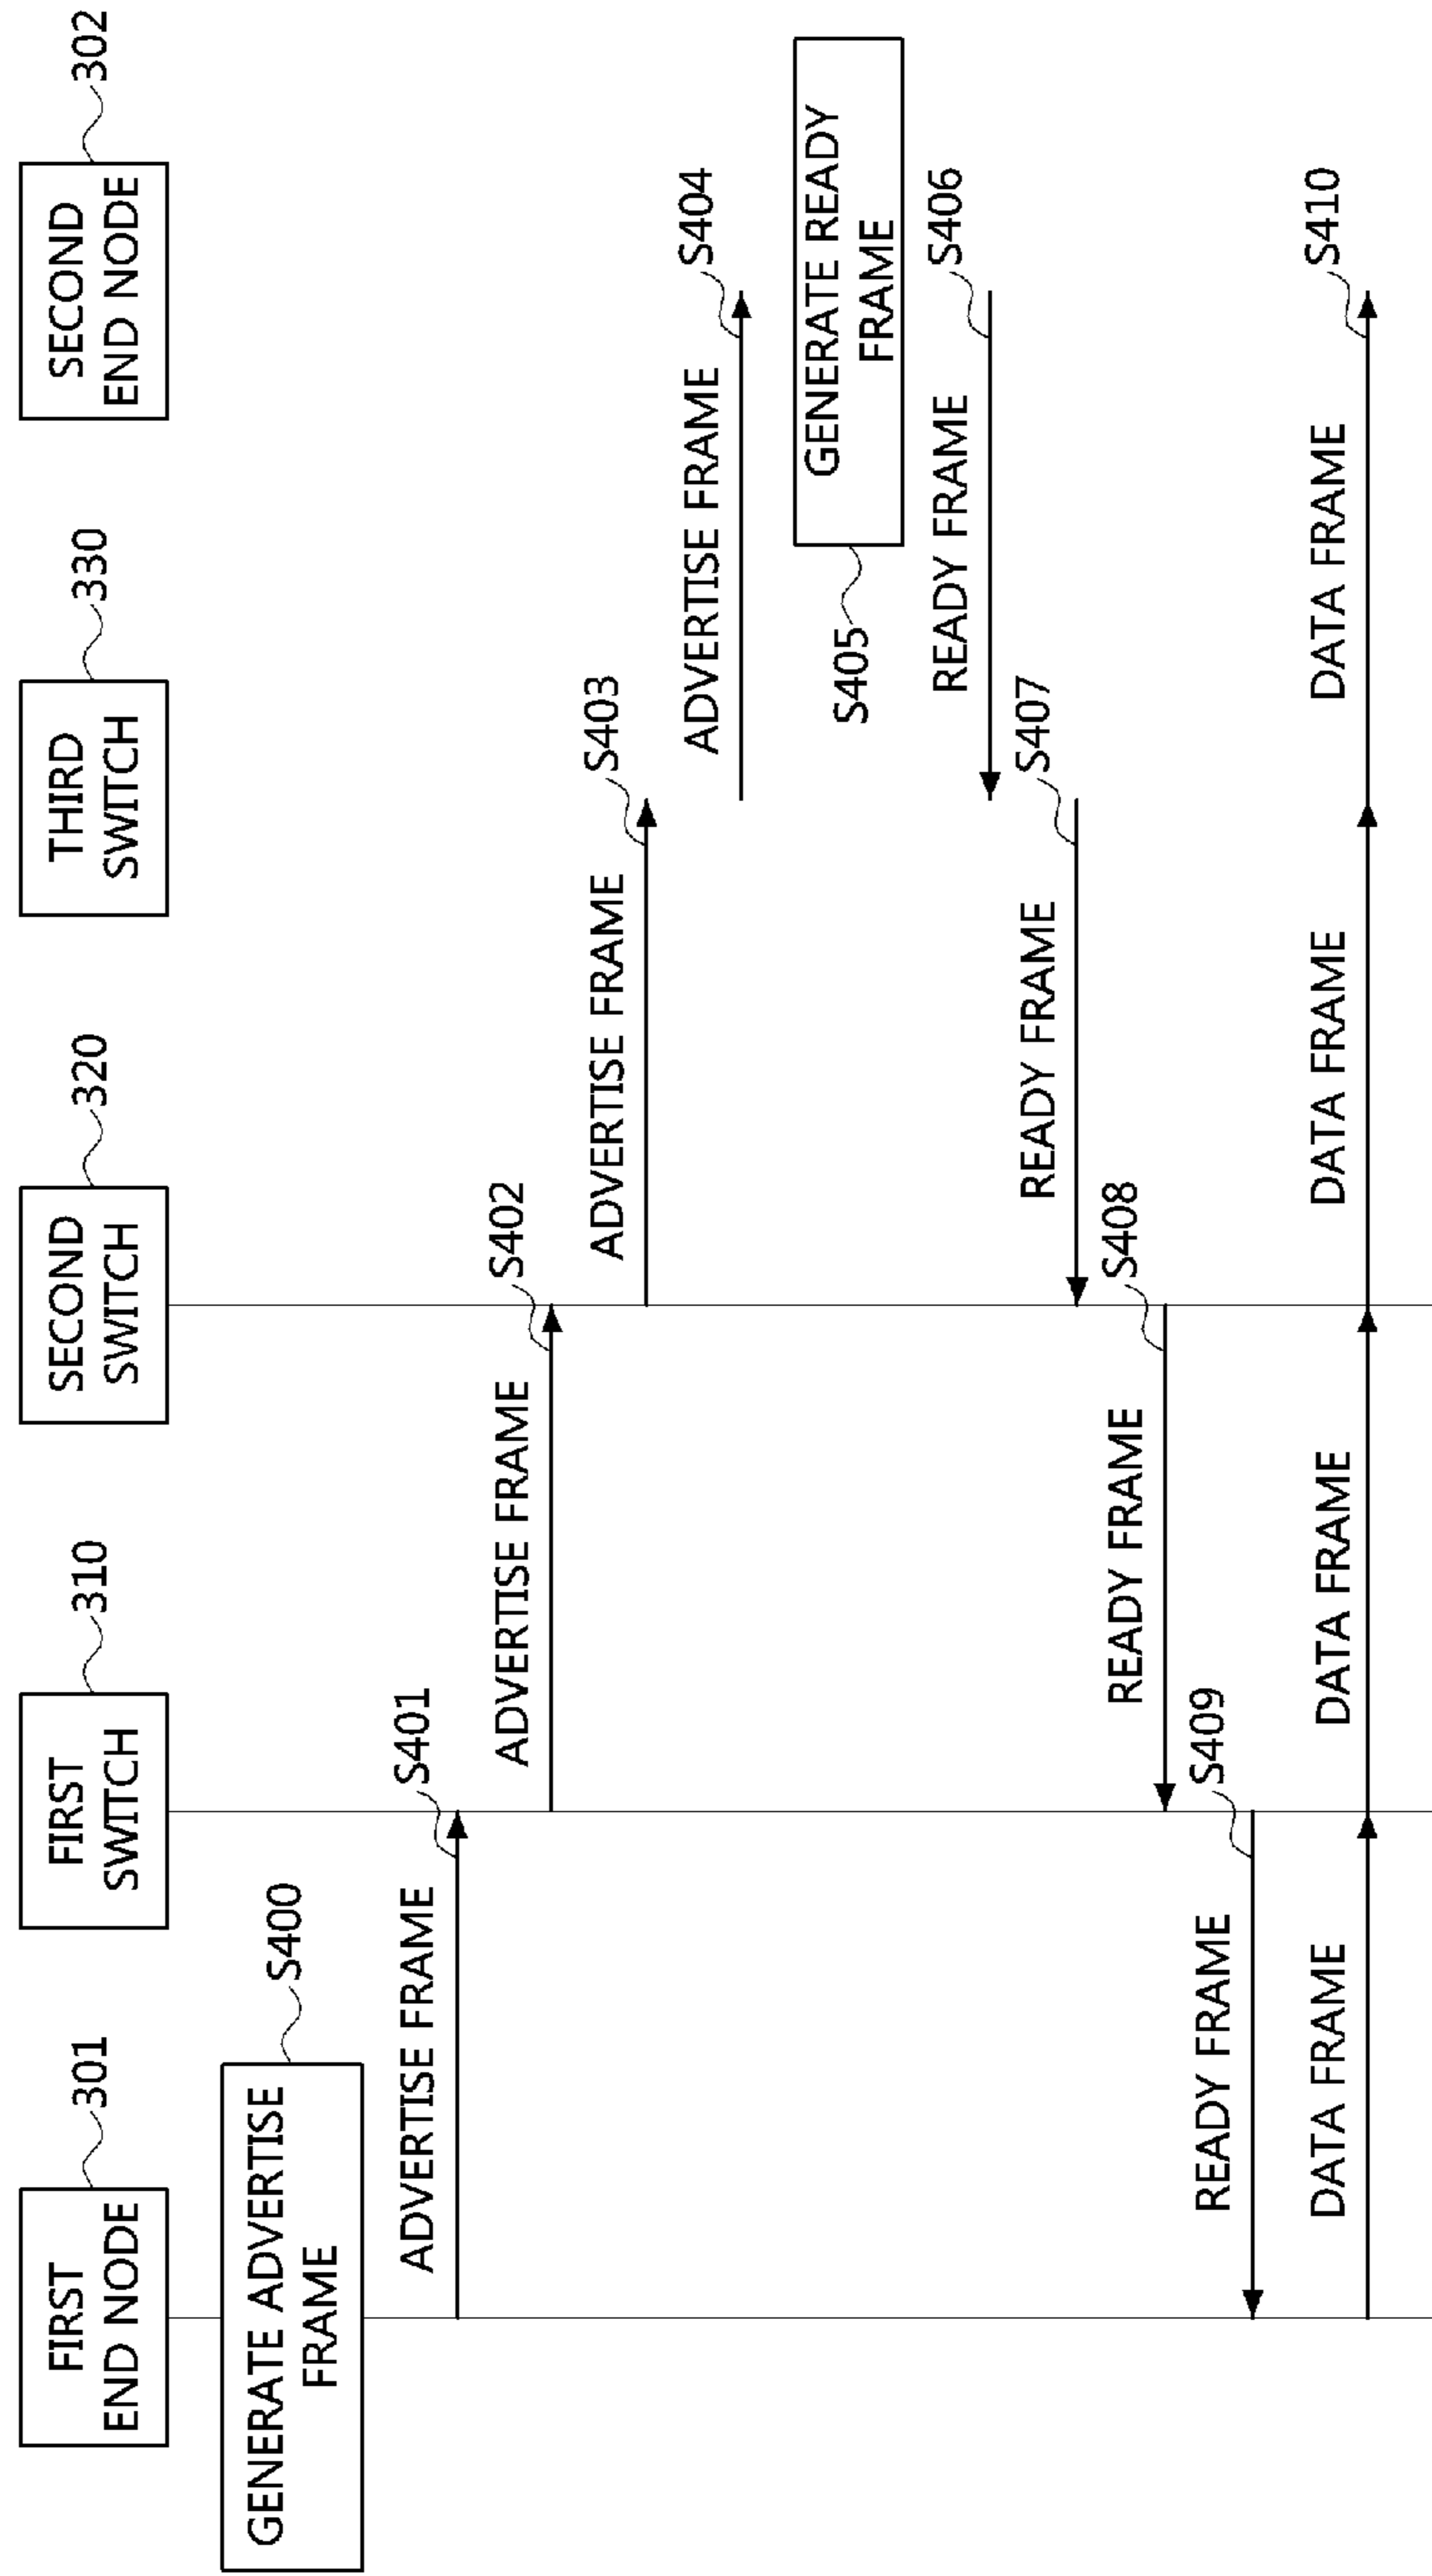 FIRST
END NODE
301
FIRST
SWITCH
310
SECOND
SWITCH
320
THIRD
SWITCH
330
SECOND
END NODE
302
GENERATE ADVERTISE
FRAME
S400
ADVERTISE FRAME
S401
ADVERTISE FRAME
S402
ADVERTISE FRAME
S403
ADVERTISE FRAME
S404
S405
GENERATE READY
FRAME
READY FRAME
S406
READY FRAME
S407
READY FRAME
S408
READY FRAME
S409
DATA FRAME
DATA FRAME
DATA FRAME
DATA FRAME
S410